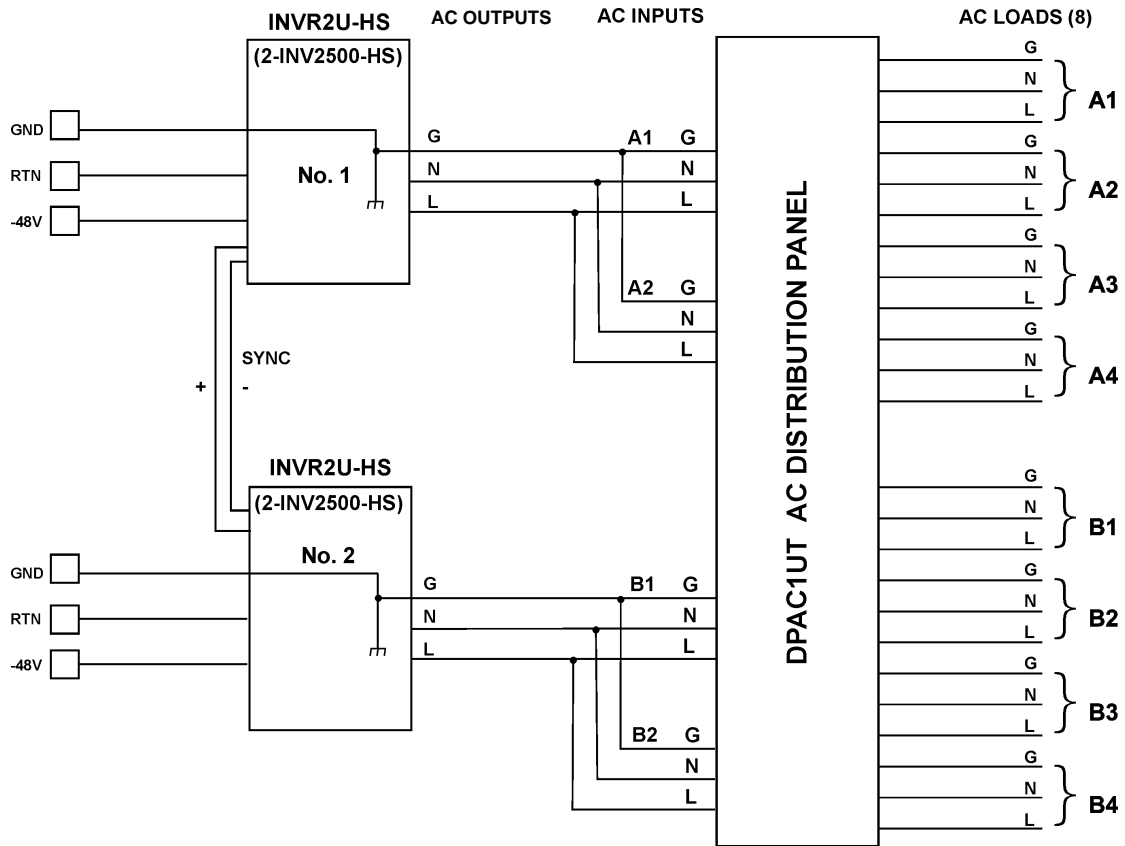 INVR2U-HS
AC OUTPUTS
AC INPUTS
AC LOADS (8)
(2-INV2500-HS)
GND
RTN
-48V
No. 1
G
N
L
A1 G
N
L
A2 G
N
L
SYNC
+ -
INVR2U-HS
(2-INV2500-HS)
No. 2
GND
RTN
-48V
G
N
L
B1 G
N
L
B2 G
N
L
DPAC1UT AC DISTRIBUTION PANEL
G
N
L
A1
G
N
L
A2
G
N
L
A3
G
N
L
A4
G
N
L
B1
G
N
L
B2
G
N
L
B3
G
N
L
B4